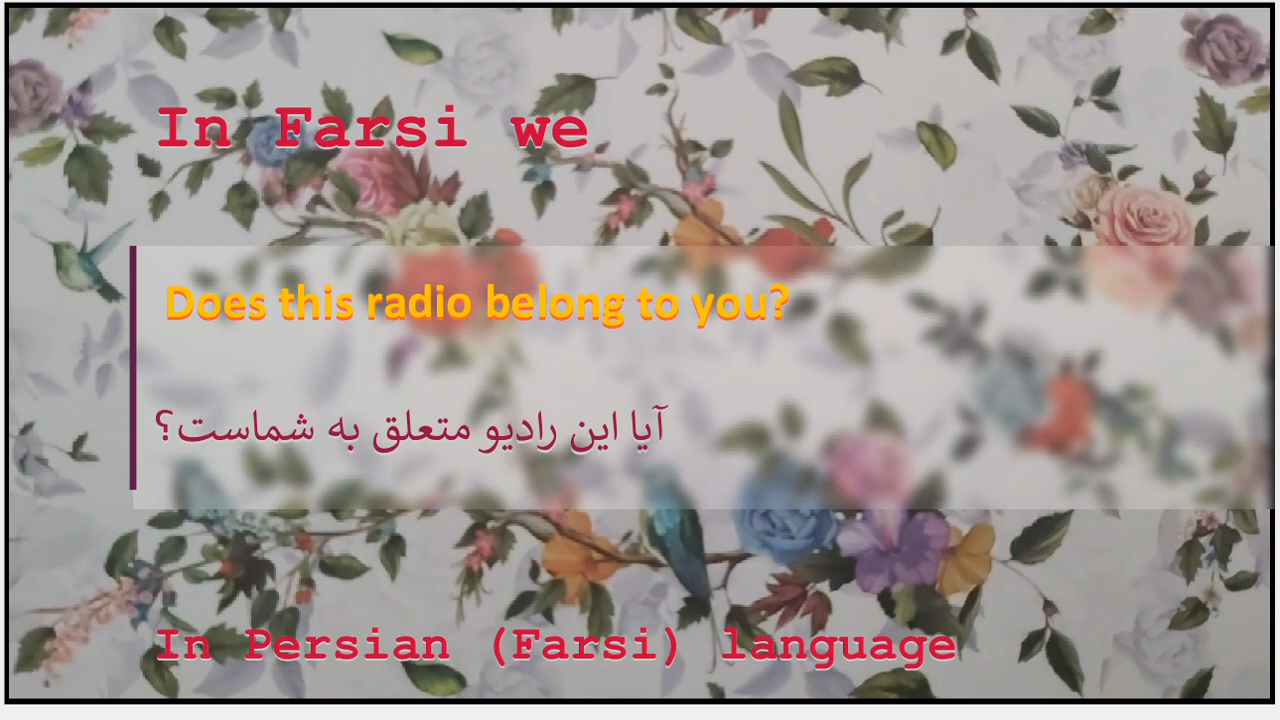 In Farsi we
Does this radio belong to you?
آیا این رادیو متعلق به شماست؟
In Persian (Farsi) language